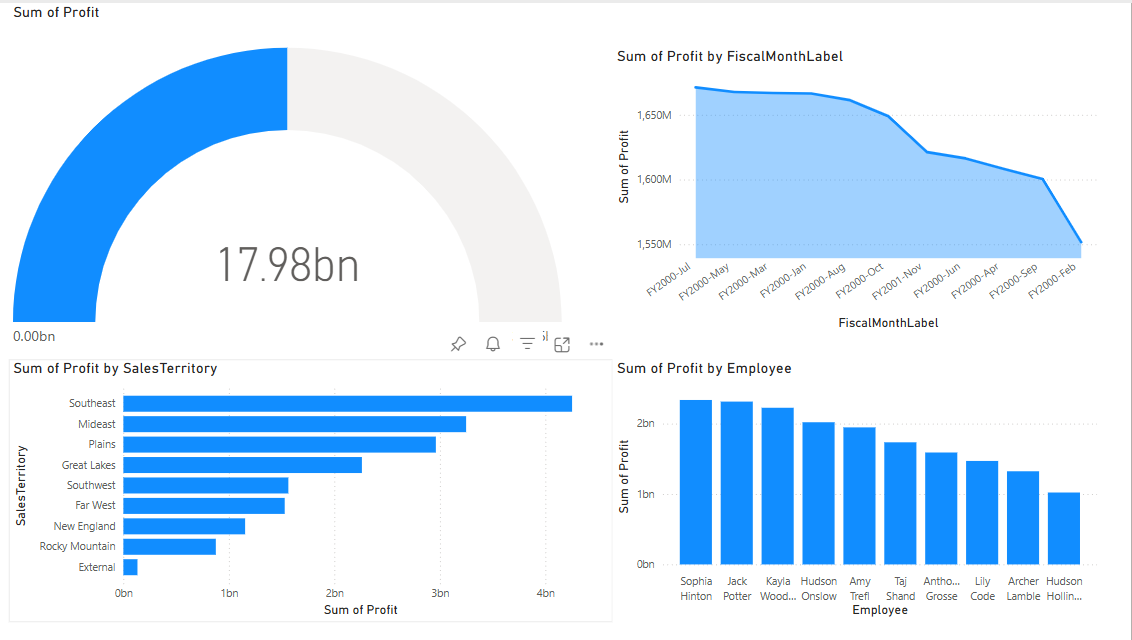 Sum of Profit
17.98bn
0.00bn
Sum of Profit by FiscalMonthLabel
Sum of Profit
1,650M
1,600M
1,550M
FY2000-Jul
FY2000-May
FY2000-Mar
FY2000-Jan
FY2000-Aug
FY2000-Oct
FY2001-Nov
FY2000-Jun
FY2000-Apr
FY2000-Sep
FY2000-Feb
FiscalMonthLabel
Sum of Profit by SalesTerritory
SalesTerritory
Southeast
Mideast
Plains
Great Lakes
Southwest
Far West
New England
Rocky Mountain
External
0bn 1bn 2bn 3bn 4bn
Sum of Profit
Sum of Profit by Employee
Sum of Profit
2bn
1bn
0bn
Sophia Jack Kayla Hudson Amy Taj Antho... Lily Archer Hudson
Hinton Potter Wood... Onslow Trefl Shand Grosse Code Lamble Hollin...
Employee